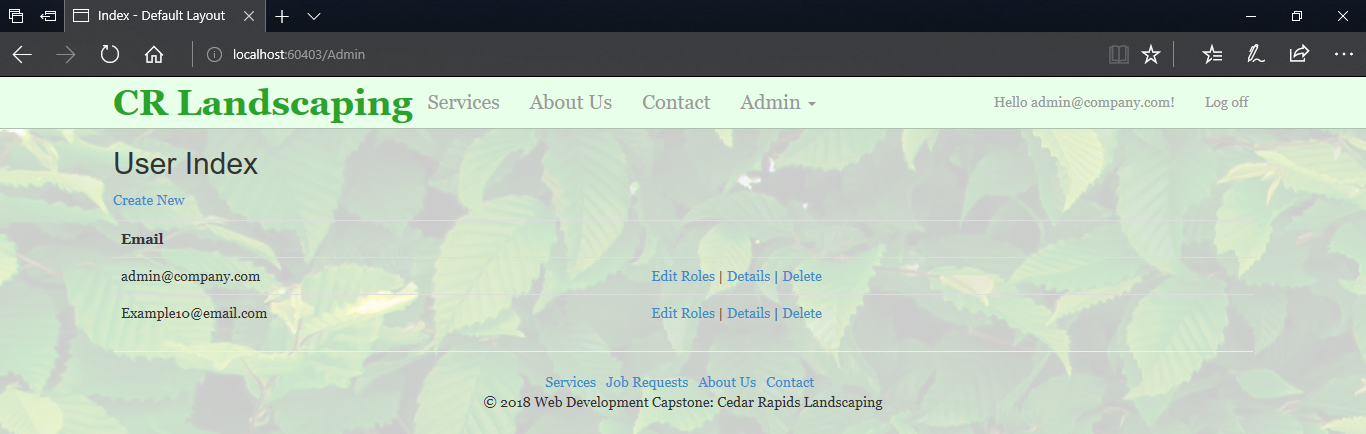 Index - Default Layout
localhost:60403/Admin
CR Landscaping Services About Us Contact Admin Hello admin@company.com! Log off
User Index
Create New
Email
admin@company.com Edit Roles | Details | Delete
Example10@email.com Edit Roles | Details | Delete
Services Job Requests About Us Contact
© 2018 Web Development Capstone: Cedar Rapids Landscaping